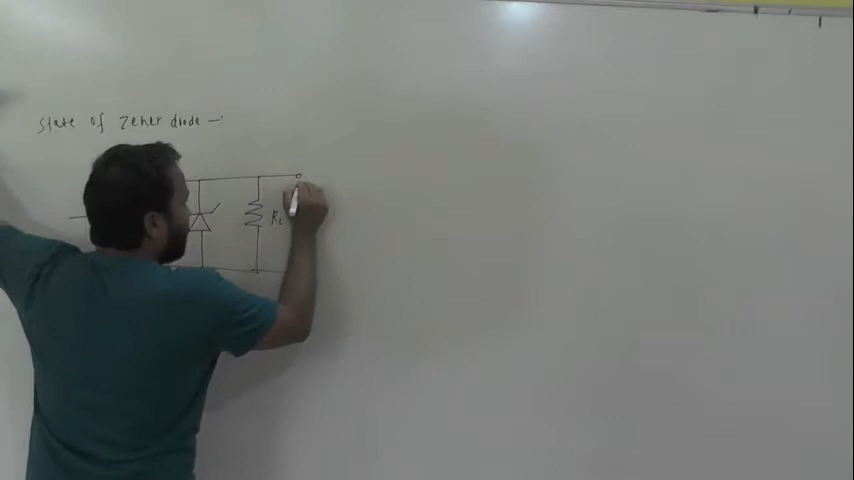 State of Zener diode –:
RL